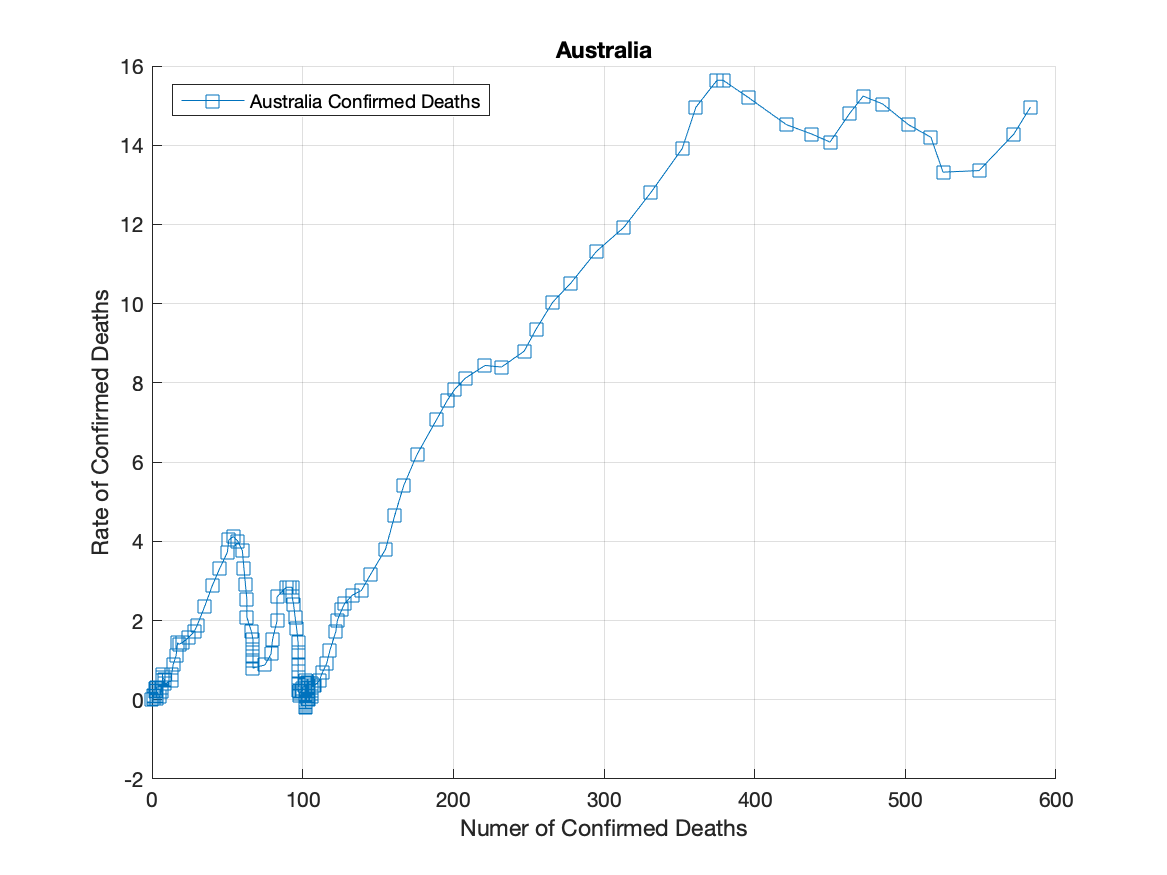 Australia
Australia Confirmed Deaths
Rate of Confirmed Deaths
16
14
12
10
8
6
4
2
0
-2
0 100 200 300 400 500 600
Numer of Confirmed Deaths